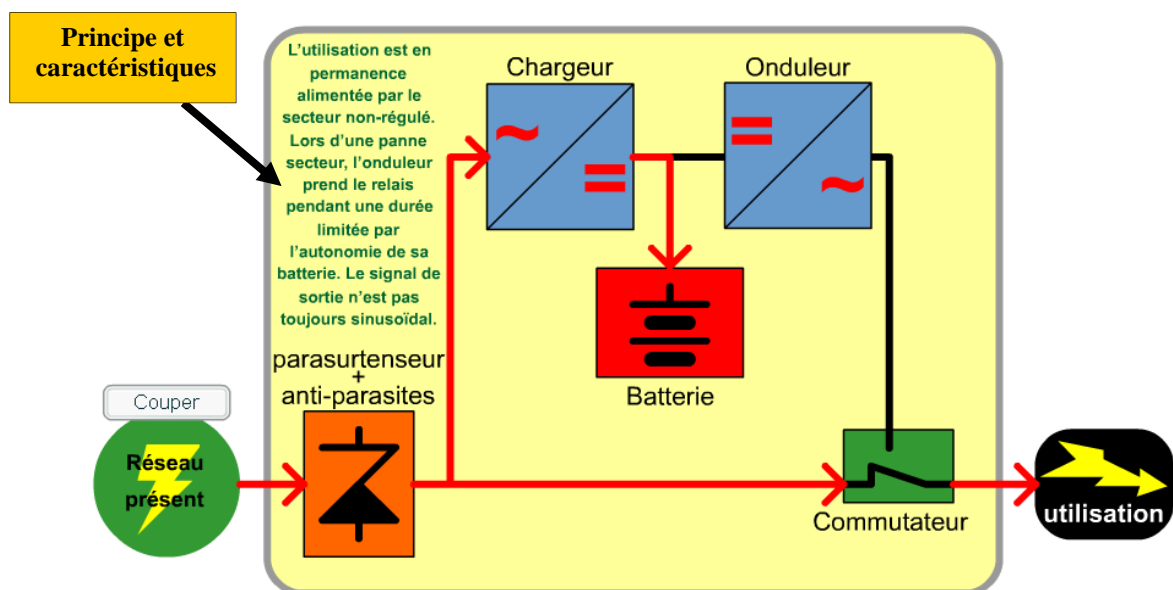 Principe et
caractéristiques
L'utilisation est en
permanence
alimentée par le
secteur non-régulé.
Lors d'une panne
secteur, l'onduleur
prend le relais
pendant une durée
limitée par
l'autonomie de sa
batterie. Le signal de
sortie n'est pas
toujours sinusoïdal.
Chargeur
Onduleur
~
=
=
~
Batterie
parasurtenseur
+
anti-parasites
Couper
Réseau
présent
Commutateur
utilisation